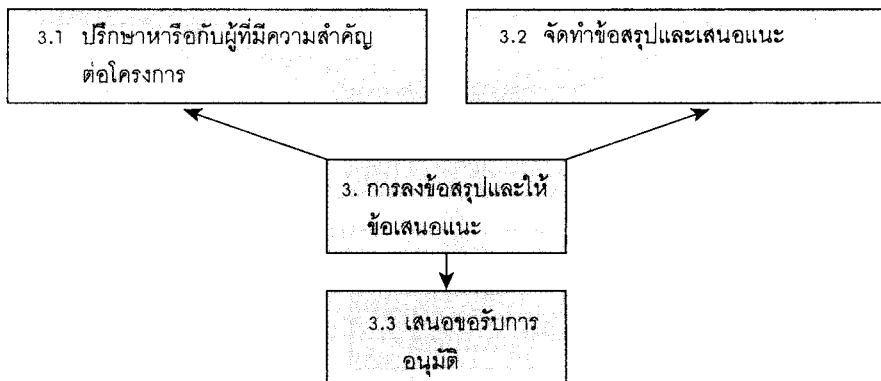 3.1 ปรึกษาหารือกับผู้ที่มีความสำคัญ
ต่อโครงการ
3.2 จัดทำข้อสรุปและเสนอแนะ
3. การลงข้อสรุปและให้
ข้อเสนอแนะ
3.3 เสนอขอรับการ
อนุมัติ